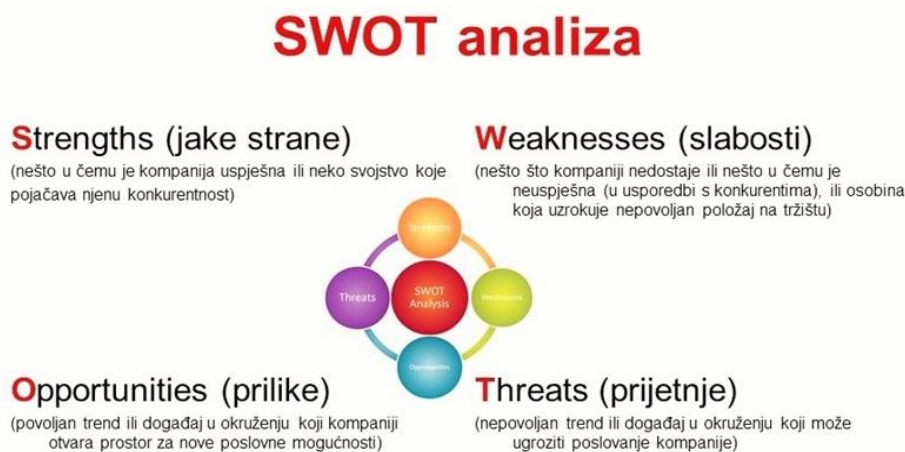 SWOT analiza
Strengths (jake strane)
(nešto u čemu je kompanija uspješna ili neko svojstvo koje
pojačava njenu konkurentnost)
Weaknesses (slabosti)
(nešto što kompaniji nedostaje ili nešto u čemu je
neuspješna (u usporedbi s konkurentima), ili osobina
koja uzrokuje nepovoljan položaj na tržištu)
Strengths
Threats
SWOT
Analysis
Weaknesses
Opportunities
Opportunities (prilike)
(povoljan trend ili događaj u okruženju koji kompaniji
otvara prostor za nove poslovne mogućnosti)
Threats (prijetnje)
(nepovoljan trend ili događaj u okruženju koji može
ugroziti poslovanje kompanije)